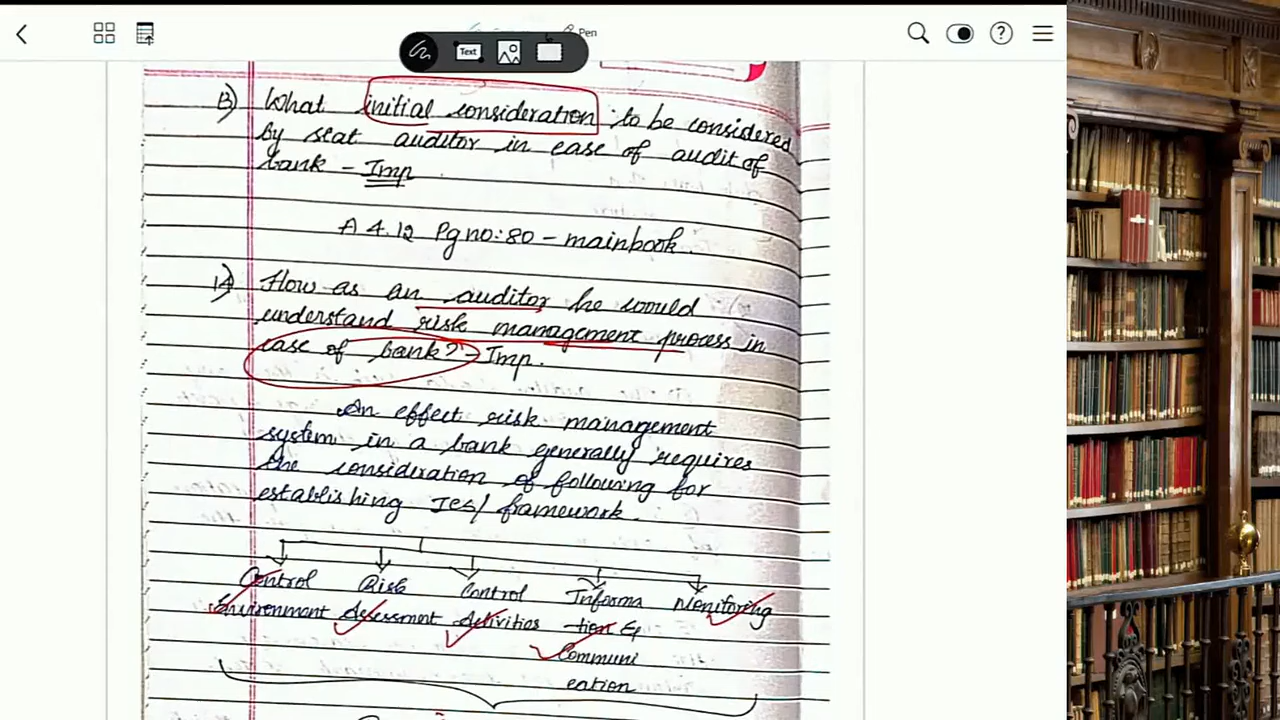 Pen
Text
13) What initial consideration to be considered
by stat auditor in case of audit of
bank - Imp
A 4.12 Pg no: 80 - mainbook.
14) How as an auditor he would
understand risk management process in
case of bank? - Imp.
An effect risk management
system in a bank generally requires
the consideration of following for
establishing Ics/framework.
Control Risk Control Informa Monitoring
Environment Assessment Activities -tion &
Communi
cation